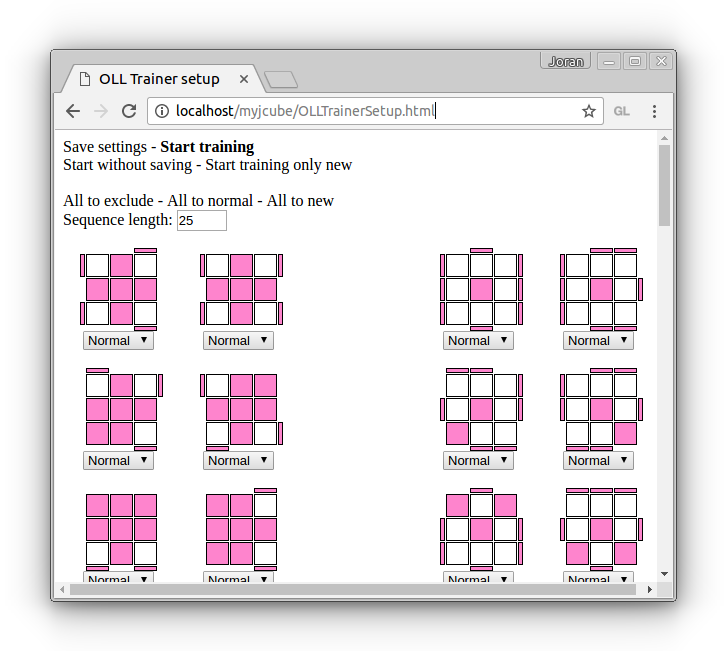 Joran
OLL Trainer setup
localhost/myjcube/OLLTrainerSetup.html
GL
Save settings - Start training
Start without saving - Start training only new
All to exclude - All to normal - All to new
Sequence length: 25
Normal Normal Normal Normal
Normal Normal Normal Normal
Normal Normal Normal Normal